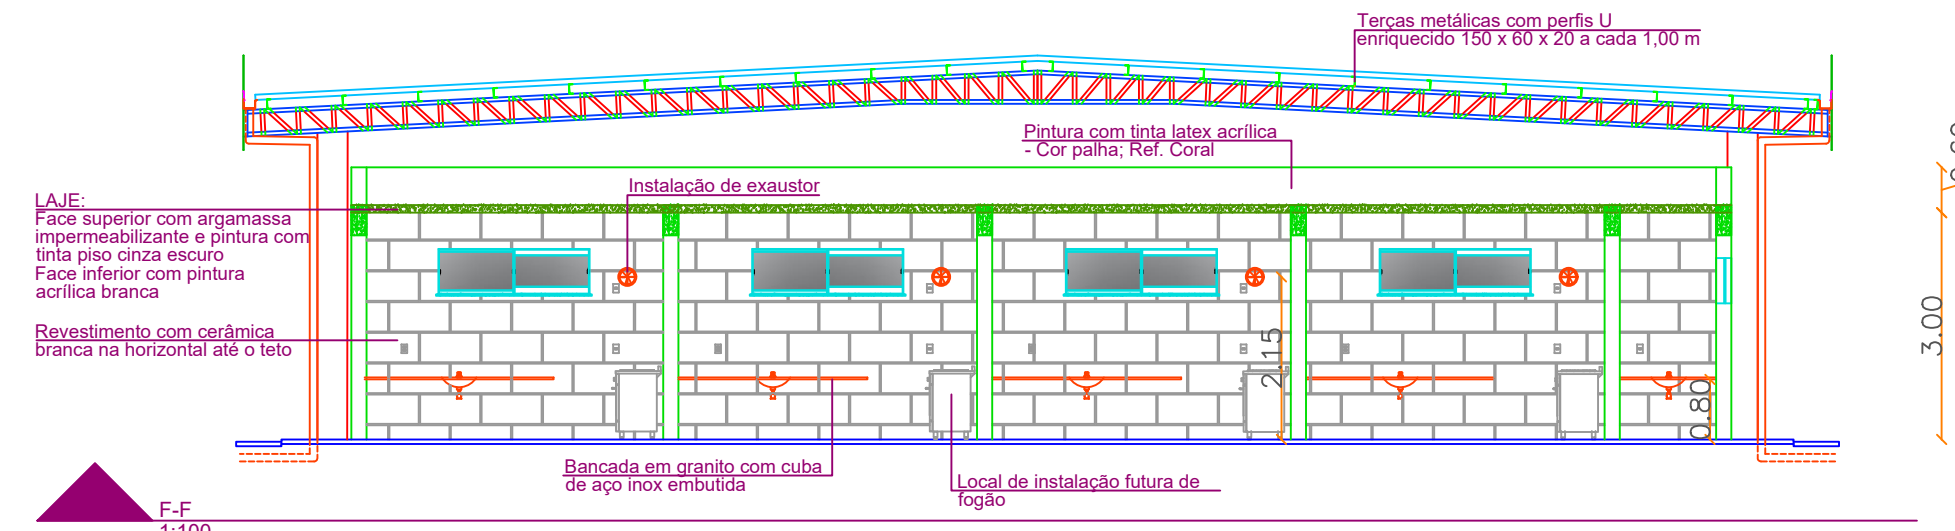 Terças metálicas com perfis U
enriquecido 150 x 60 x 20 a cada 1,00 m
Pintura com tinta latex acrílica
- Cor palha; Ref. Coral
Instalação de exaustor
LAJE:
Face superior com argamassa
impermeabilizante e pintura com
tinta piso cinza escuro
Face inferior com pintura
acrílica branca
Revestimento com cerâmica
branca na horizontal até o teto
2.15
0.80
3.00
Bancada em granito com cuba
de aço inox embutida
Local de instalação futura de
fogão
F-F
1:100